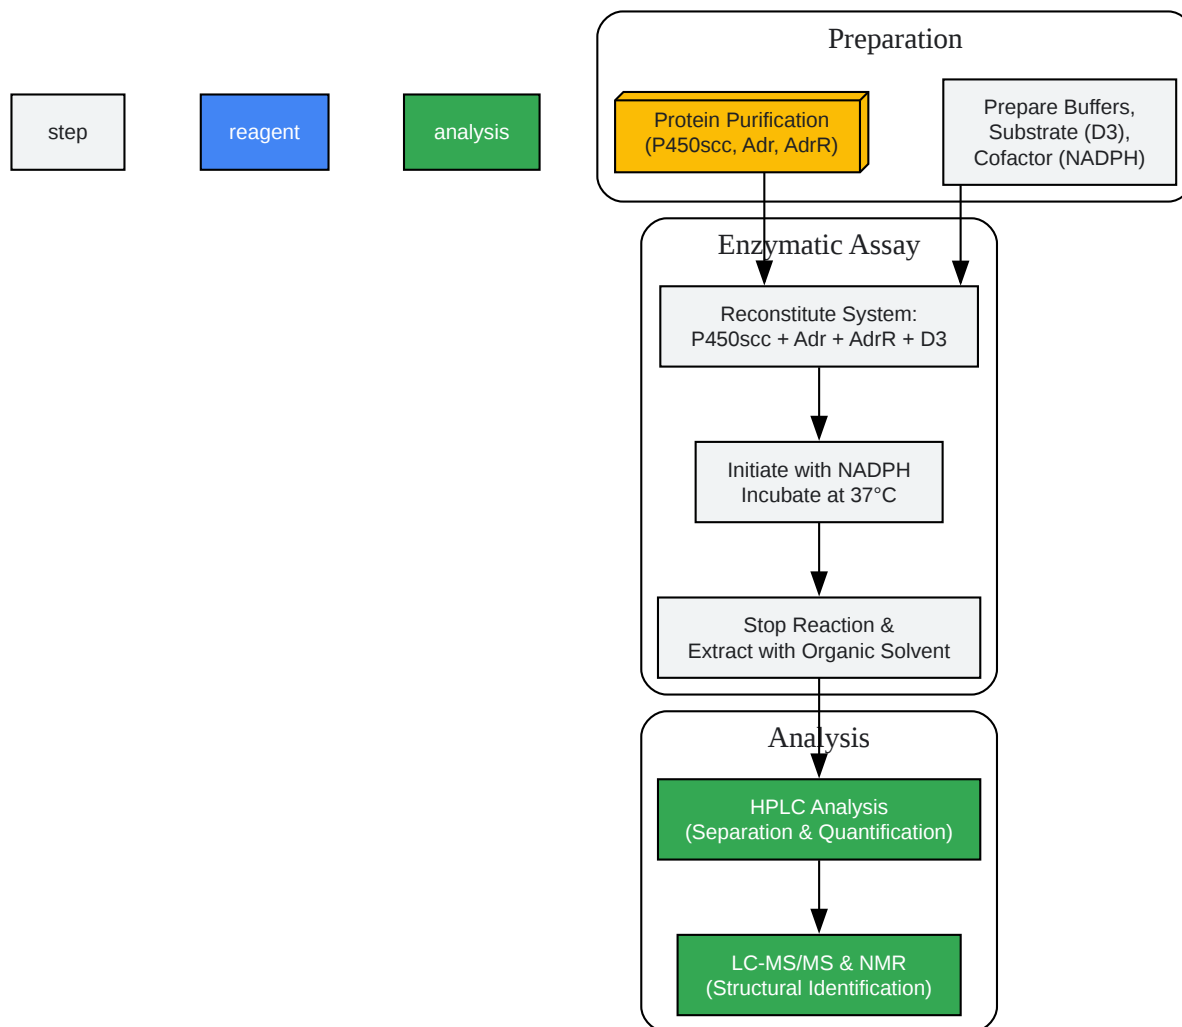 Preparation
step
reagent
analysis
Protein Purification
(P450scc, Adr, AdrR)
Prepare Buffers,
Substrate (D3),
Cofactor (NADPH)
Enzymatic Assay
Reconstitute System:
P450scc + Adr + AdrR + D3
Initiate with NADPH
Incubate at 37°C
Stop Reaction &
Extract with Organic Solvent
Analysis
HPLC Analysis
(Separation & Quantification)
LC-MS/MS & NMR
(Structural Identification)